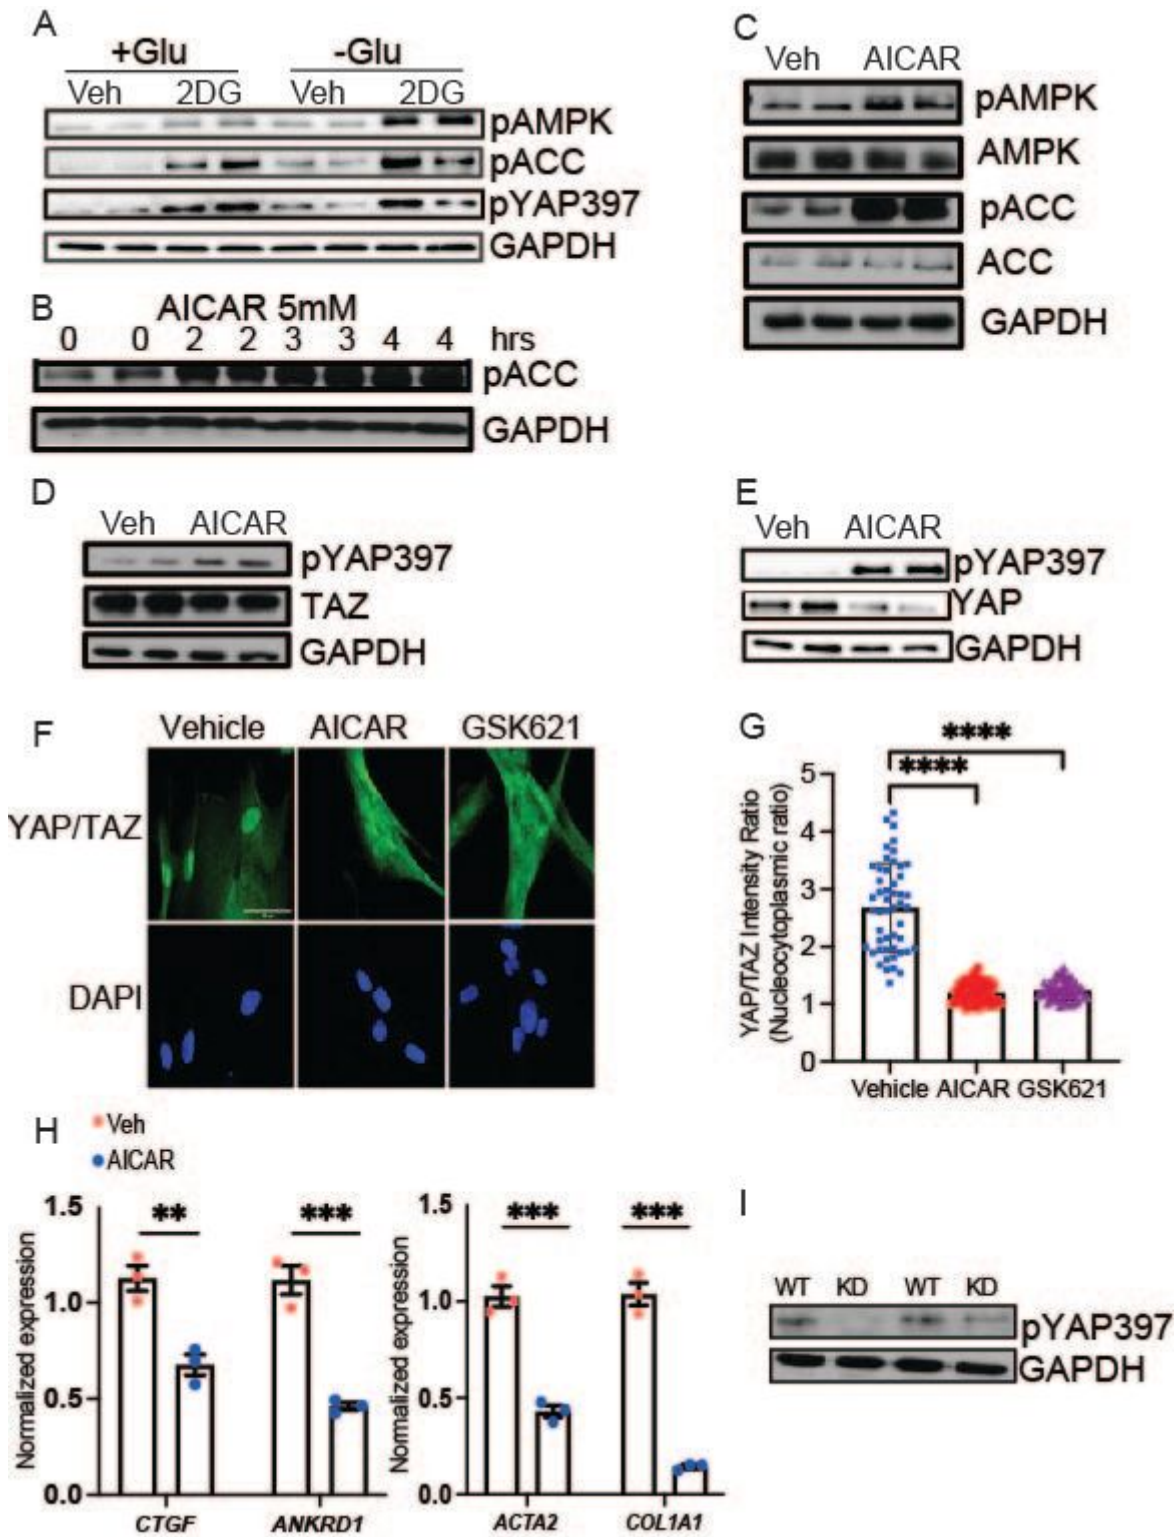 A
+Glu -Glu
Veh 2DG Veh 2DG
pAMPK
pACC
pYAP397
GAPDH
B
AICAR 5mM
0 0 2 2 3 3 4 4 hrs
pACC
GAPDH
C
Veh AICAR
pAMPK
AMPK
pACC
ACC
GAPDH
D
Veh AICAR
pYAP397
TAZ
GAPDH
E
Veh AICAR
pYAP397
YAP
GAPDH
F
Vehicle AICAR GSK621
YAP/TAZ
DAPI
G
****
****
YAP/TAZ Intensity Ratio
(Nucleocytoplasmic ratio)
5
4
3
2
1
0
Vehicle AICAR GSK621
H
Veh
AICAR
Normalized expression
1.5
1.0
0.5
0.0
** ***
CTGF ANKRD1
Normalized expression
1.5
1.0
0.5
0.0
*** ***
ACTA2 COL1A1
I
WT KD WT KD
pYAP397
GAPDH